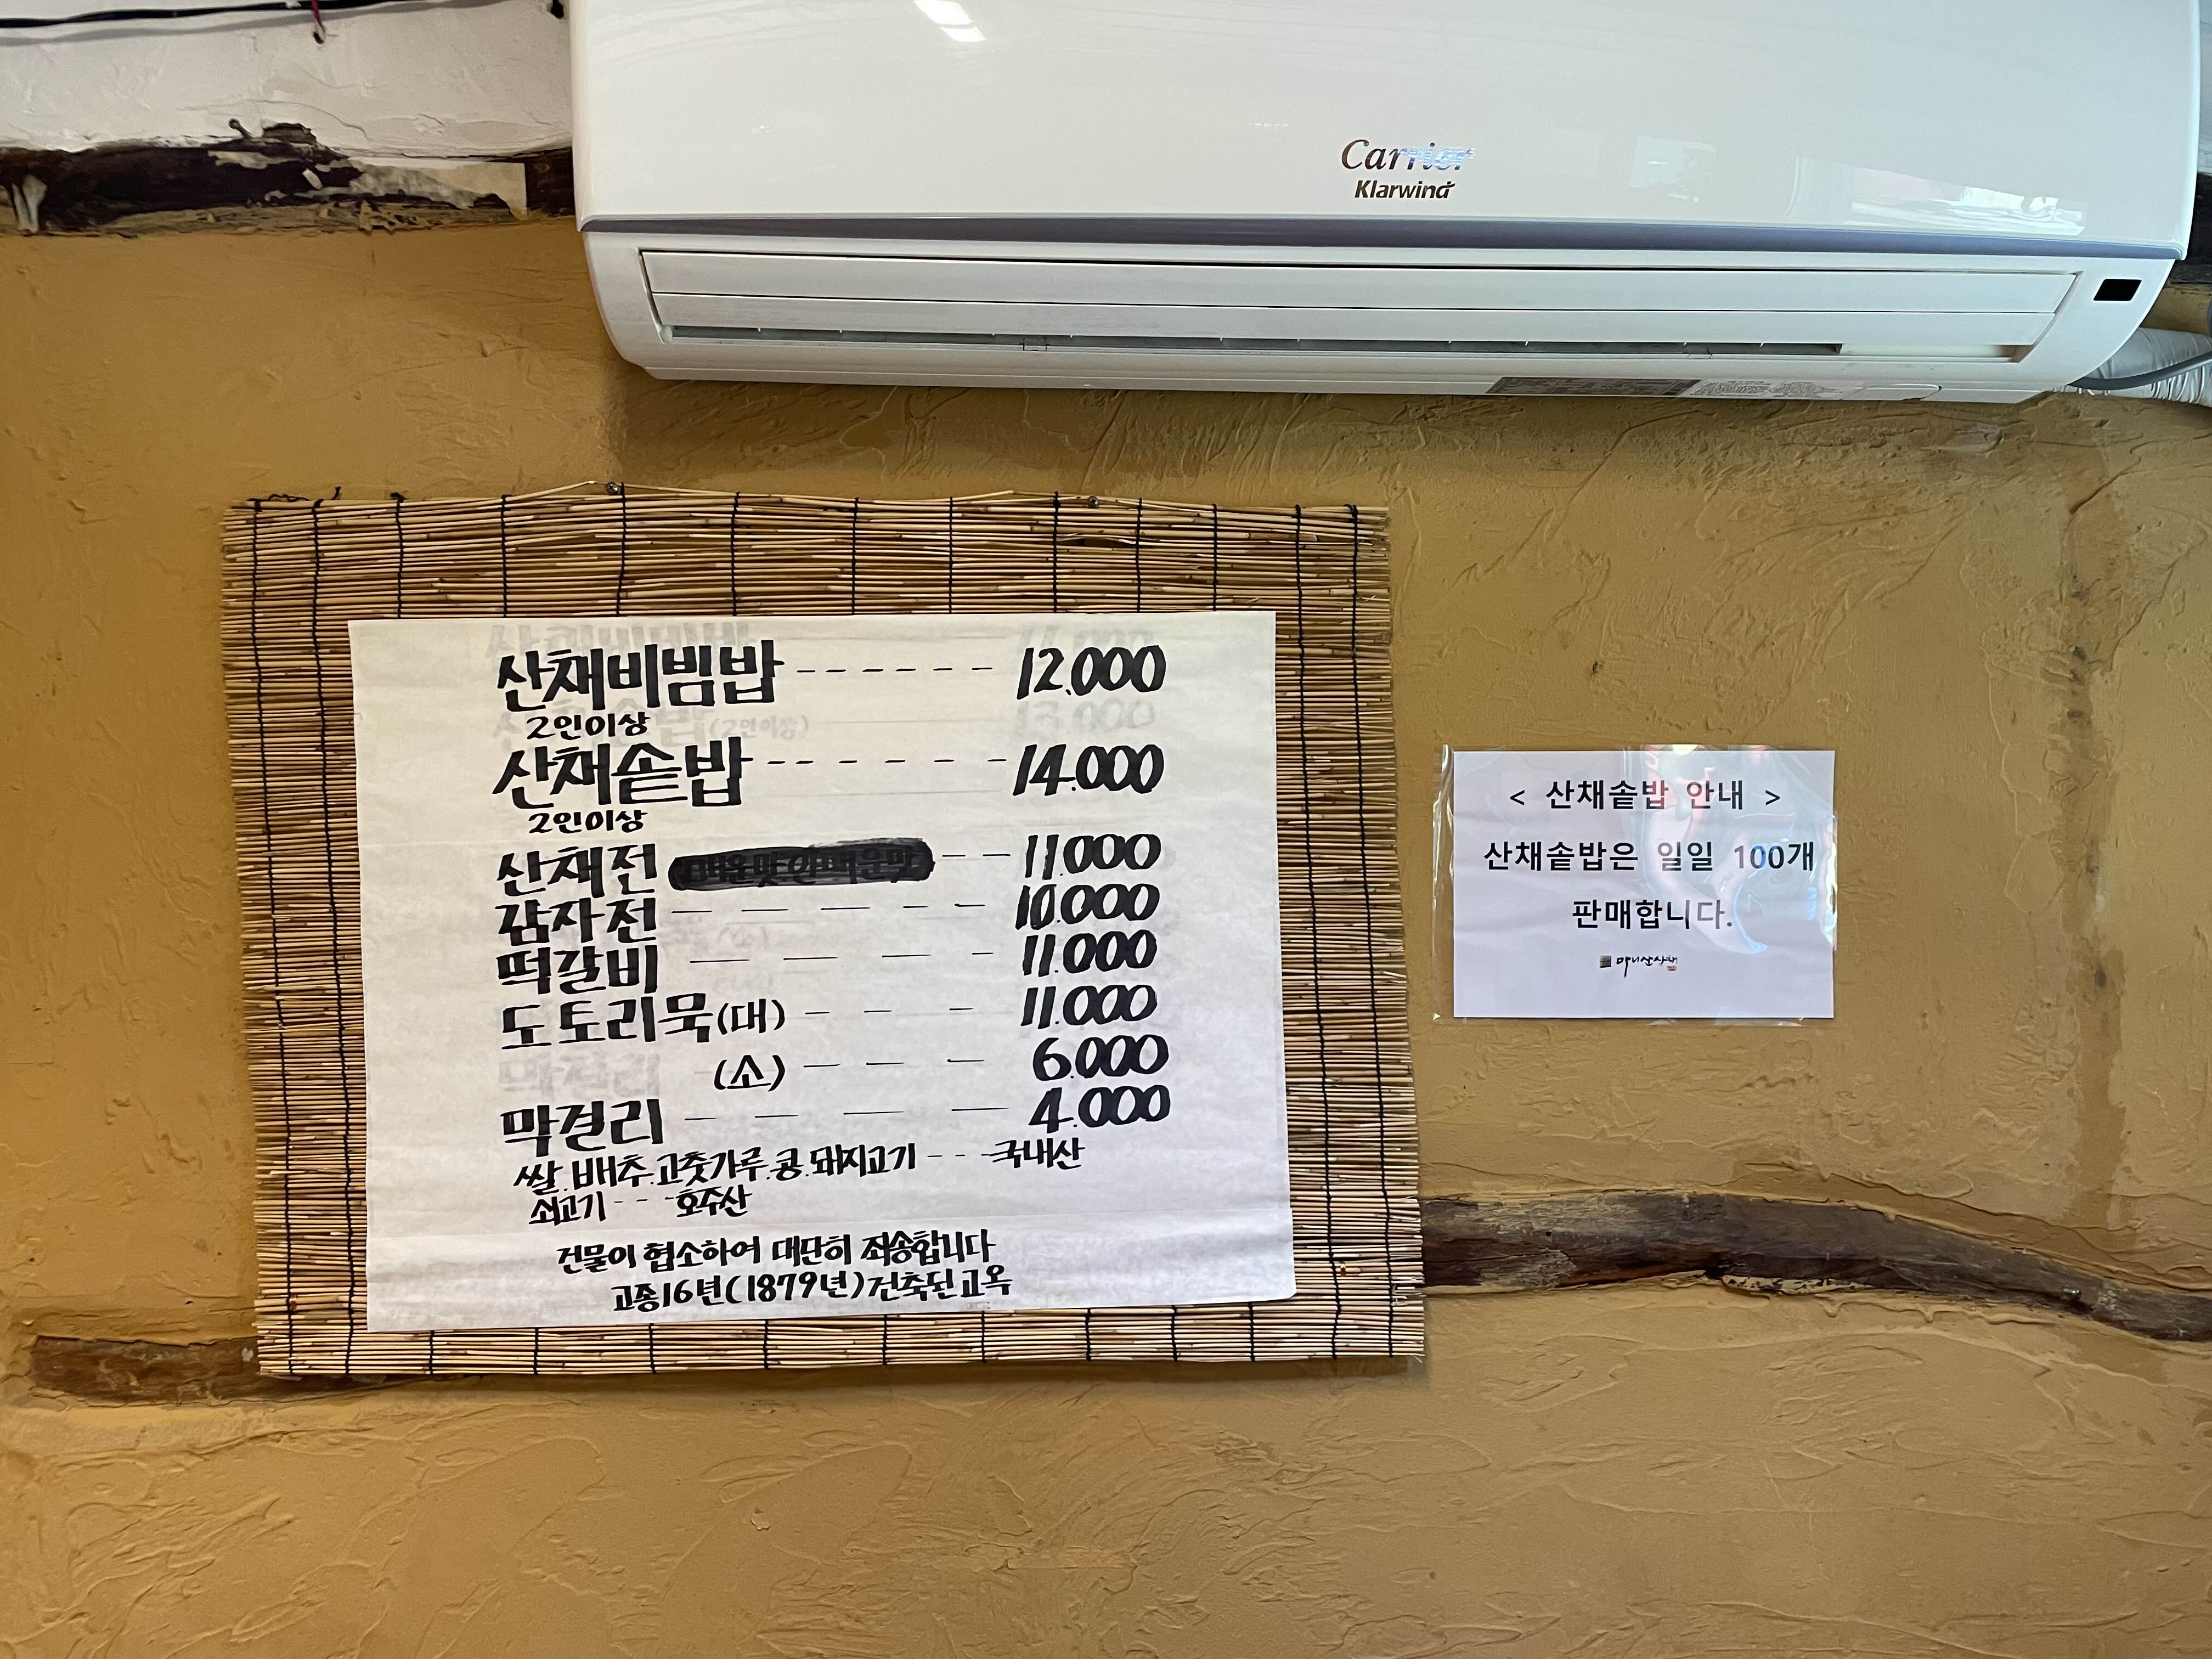 Carrier
Klarwind
산채비빔밥 ------ 12.000
2인이상
산채솥밥 ------ 14.000
2인이상
산채전 -- 11.000
감자전 ----- 10.000
떡갈비 ---- 11.000
도토리묵(대) --- 11.000
(소) --- 6.000
막걸리 ---- 4.000
쌀.배추.고춧가루.콩.돼지고기 --- 국내산
쇠고기 --- 호주산
건물이 협소하여 대단히 죄송합니다
고종16년(1879년)건축된고옥
< 산채솥밥 안내 >
산채솥밥은 일일 100개
판매합니다.